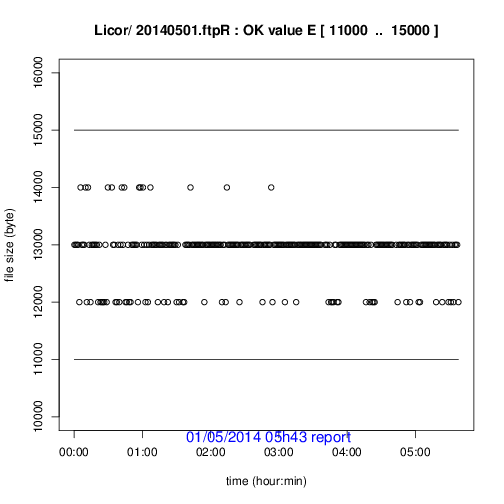 Licor/ 20140501.ftpR : OK value E [ 11000 .. 15000 ]
file size (byte)
16000
15000
14000
13000
12000
11000
10000
01/05/2014 05h43 report
00:00 01:00 02:00 03:00 04:00 05:00
time (hour:min)